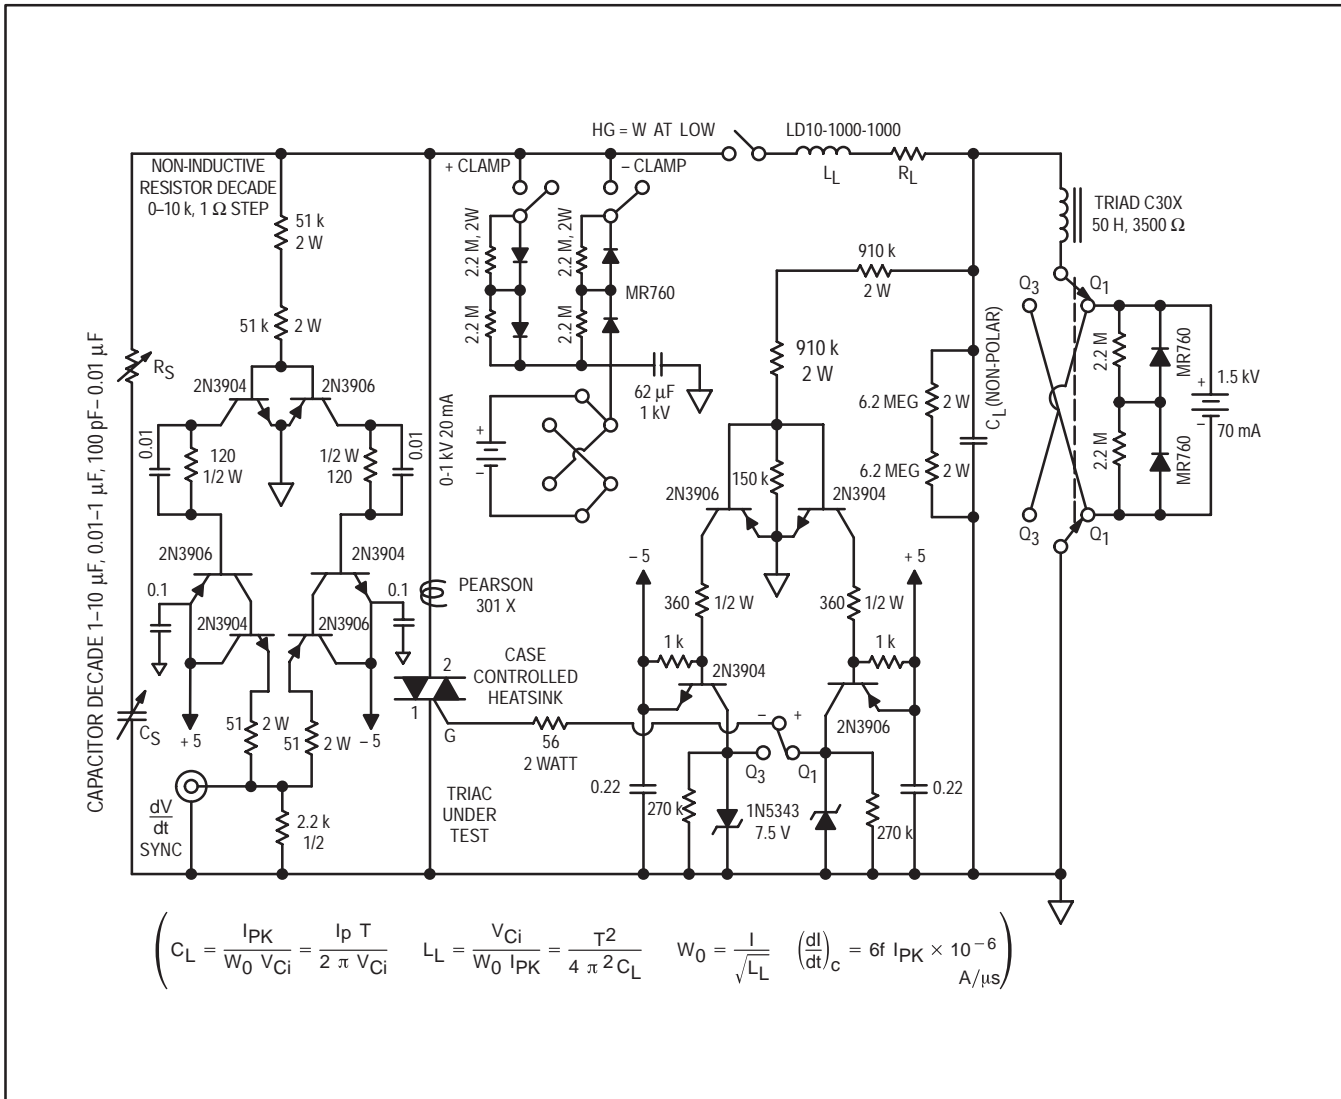 HG = W AT LOW
LD10-1000-1000
L_L
R_L
NON-INDUCTIVE
RESISTOR DECADE
0–10 k, 1 Ω STEP
+ CLAMP
– CLAMP
51 k
2 W
51 k
2 W
2.2 M, 2W
2.2 M, 2W
2.2 M
2.2 M
MR760
62 μF
1 kV
910 k
2 W
910 k
2 W
TRIAD C30X
50 H, 3500 Ω
Q3
Q1
2.2 M
MR760
2.2 M
MR760
+
1.5 kV
–
70 mA
Q3
Q1
C_L (NON-POLAR)
6.2 MEG
2 W
6.2 MEG
2 W
CAPACITOR DECADE 1–10 μF, 0.01–1 μF, 100 pF– 0.01 μF
R_S
C_S
2N3904
2N3906
0.01
120
1/2 W
1/2 W
120
0.01
0-1 kV 20 mA
+
–
150 k
2N3906
2N3904
2N3906
2N3904
0.1
0.1
2N3904
2N3906
PEARSON
301 X
– 5
+ 5
360
1/2 W
360
1/2 W
1 k
1 k
2N3904
2N3906
+ 5
51
2 W
51
2 W
– 5
2
1
G
CASE
CONTROLLED
HEATSINK
56
2 WATT
–
+
Q3
Q1
0.22
270 k
1N5343
7.5 V
270 k
0.22
dV
dt
SYNC
2.2 k
1/2
TRIAC
UNDER
TEST
( C_L = I_PK / (W_0 V_Ci) = I_p T / (2 π V_Ci) L_L = V_Ci / (W_0 I_PK) = T² / (4 π² C_L) W_0 = I / √L_L (dI/dt)_c = 6f I_PK × 10⁻⁶ A/μs )